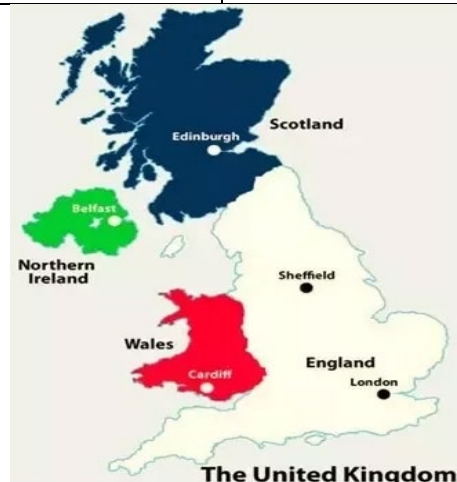 Edinburgh
Scotland
Belfast
Northern
Ireland
Sheffield
Wales
England
Cardiff
London
The United Kingdom